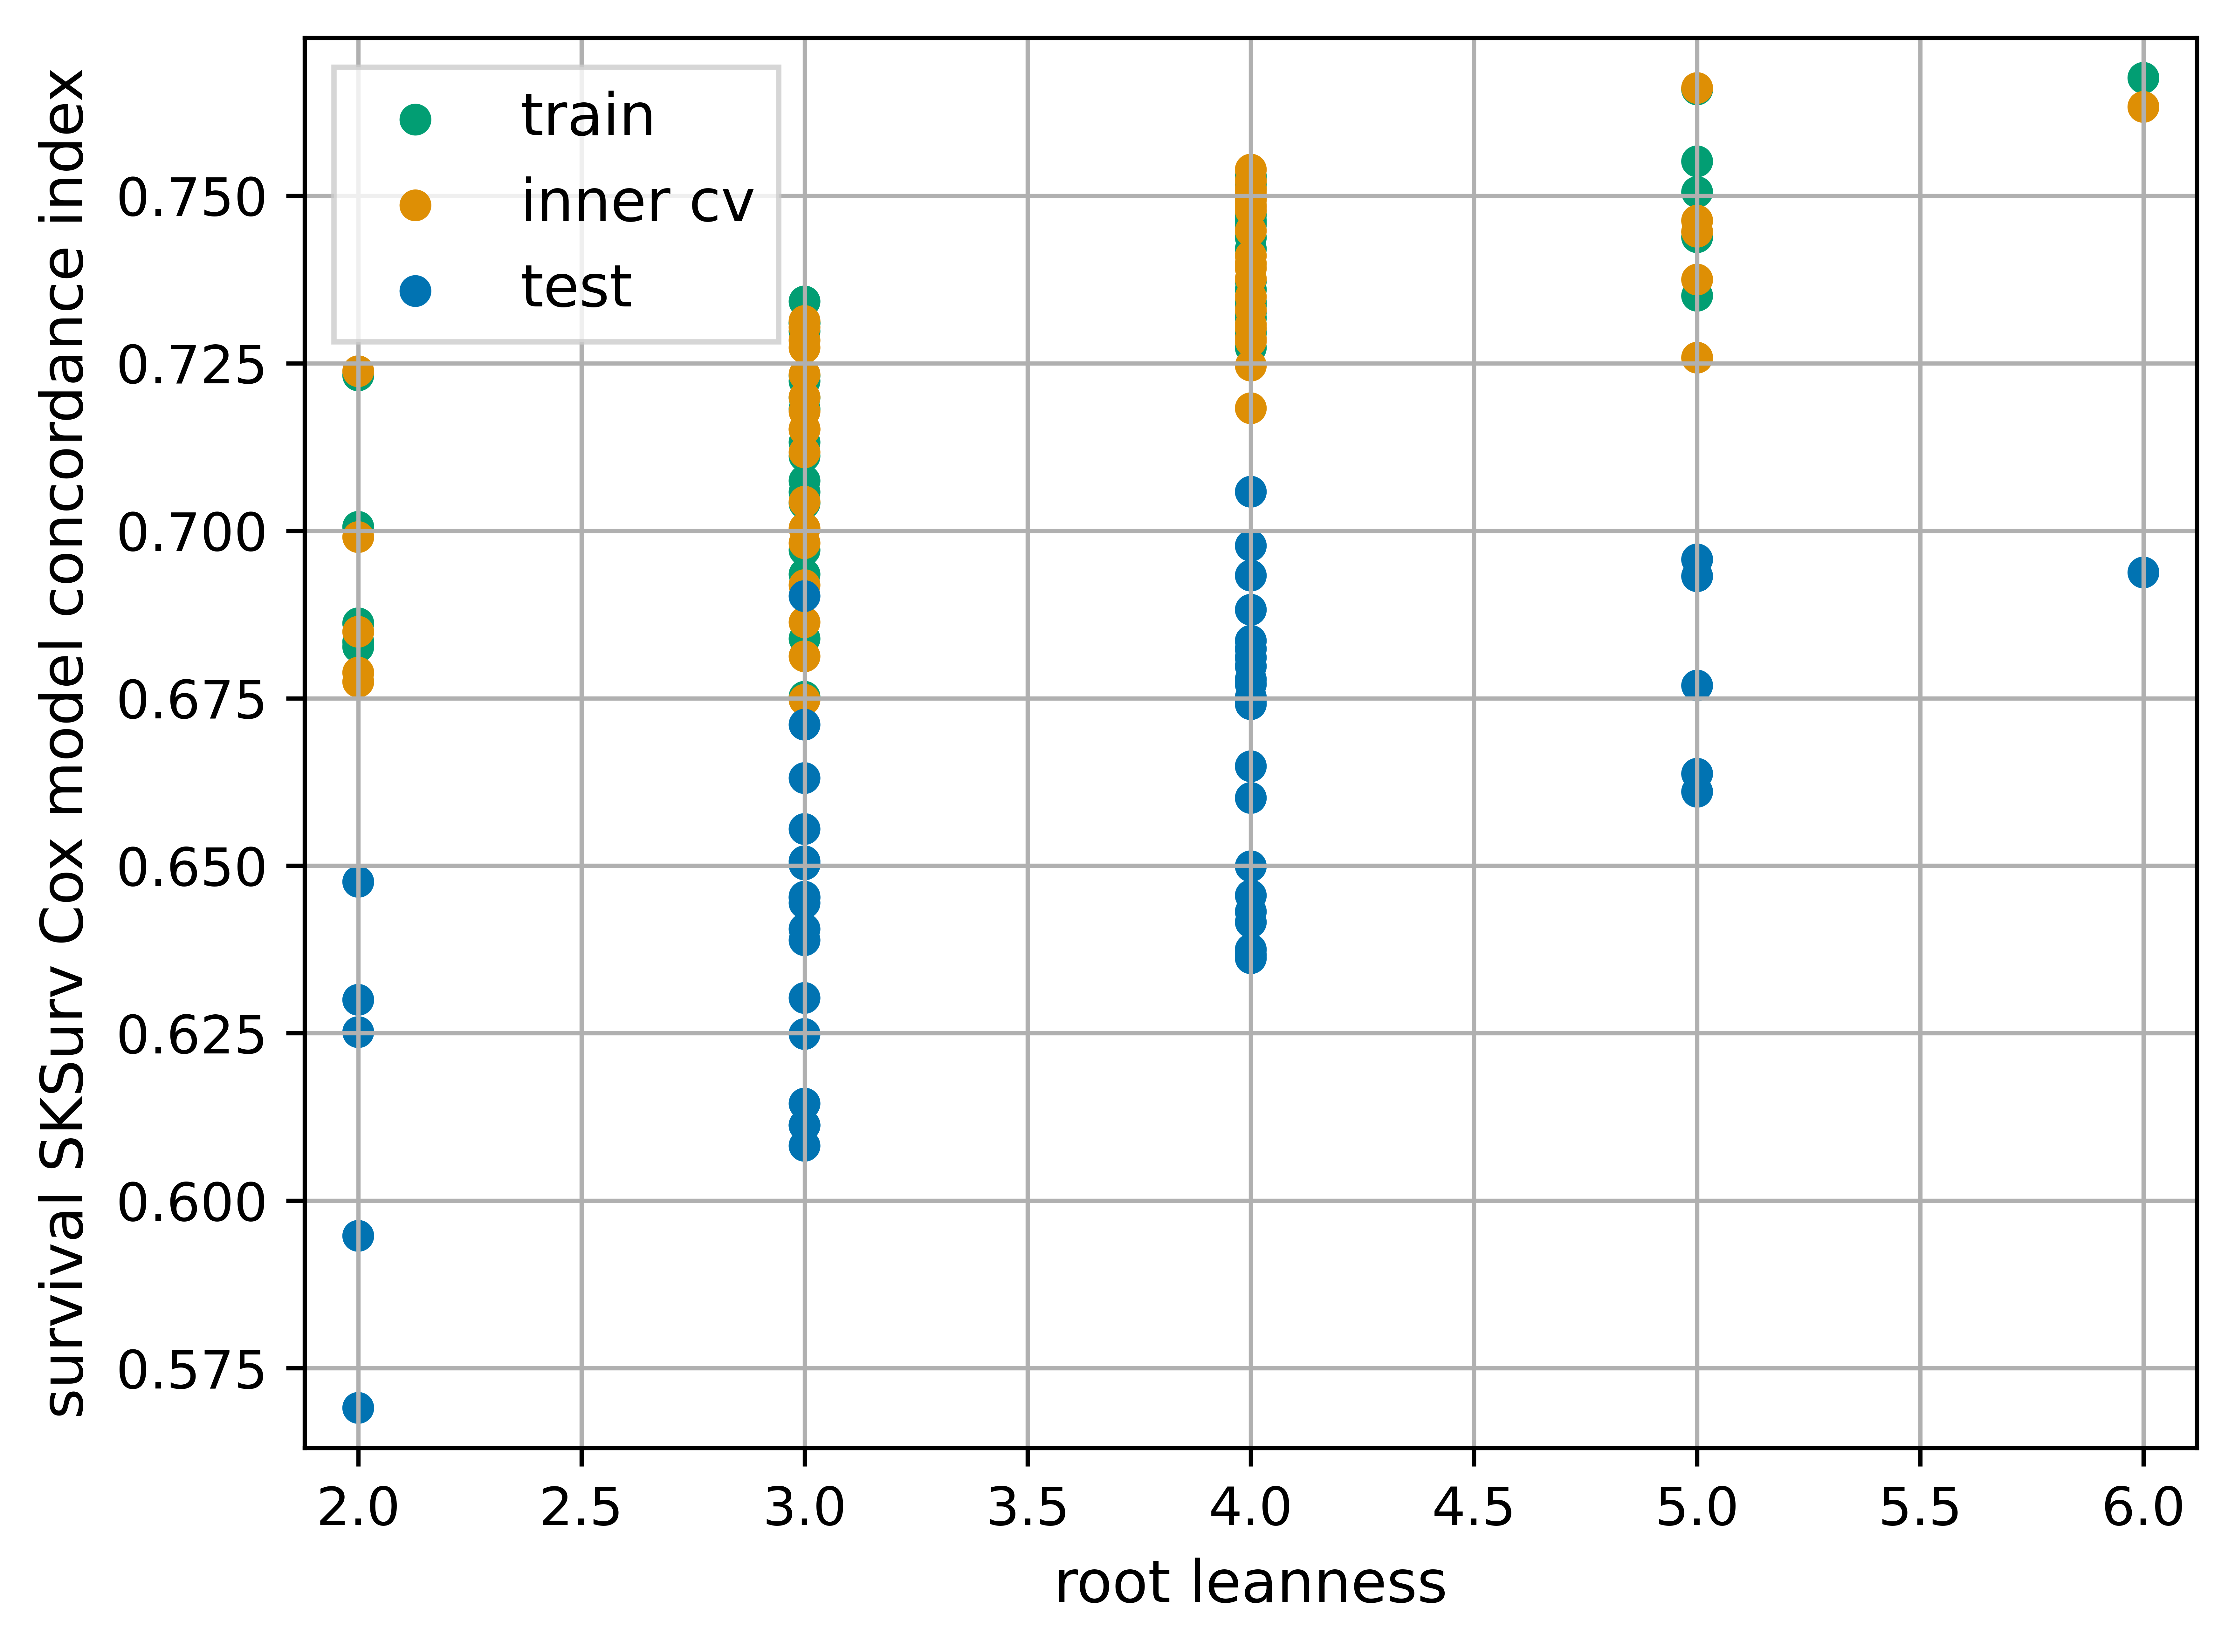 survival SKSurv Cox model concordance index
train
inner cv
test
0.750
0.725
0.700
0.675
0.650
0.625
0.600
0.575
2.0 2.5 3.0 3.5 4.0 4.5 5.0 5.5 6.0
root leanness